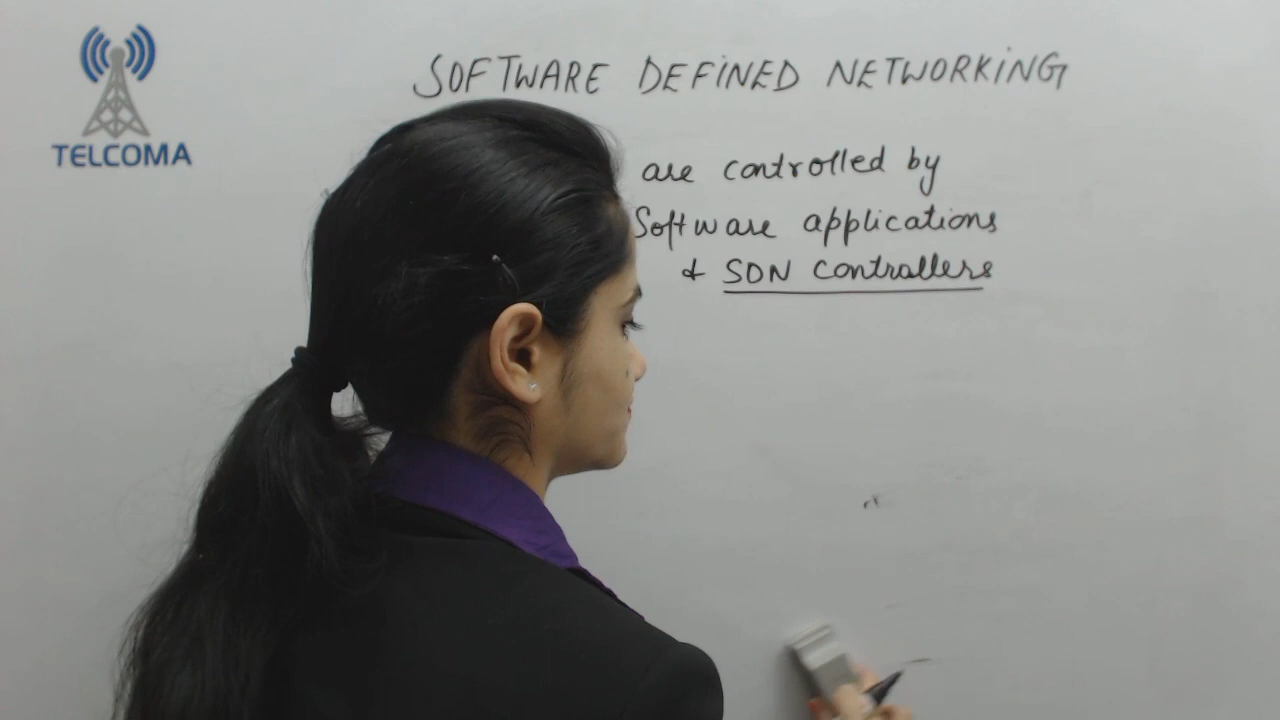 TELCOMA
SOFTWARE DEFINED NETWORKING
are controlled by
Software applications
& SDN Controllers